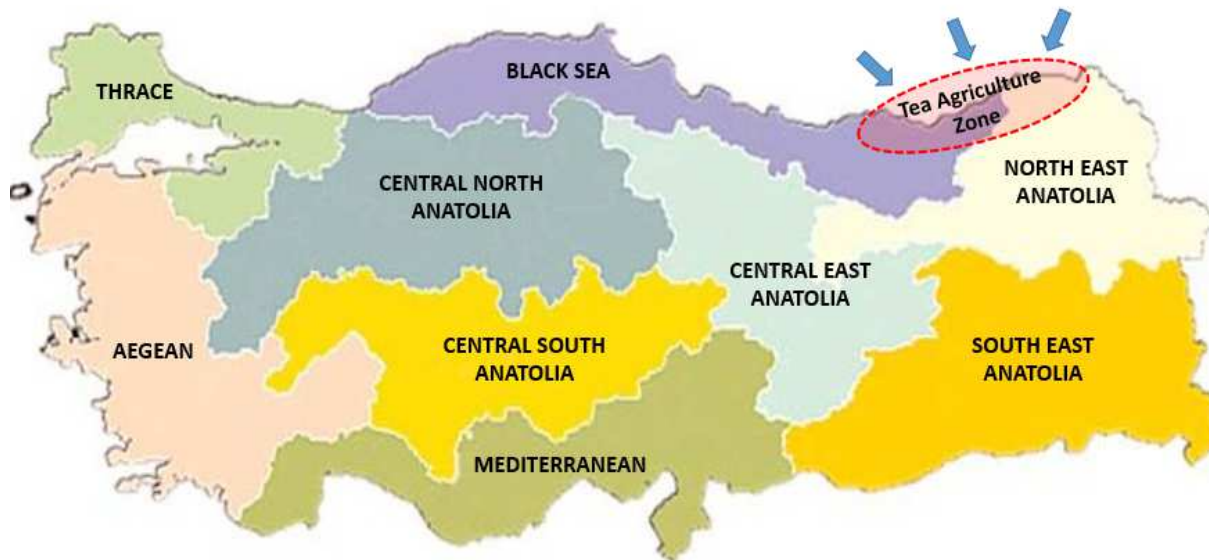 THRACE
BLACK SEA
Tea Agriculture
Zone
CENTRAL NORTH
ANATOLIA
NORTH EAST
ANATOLIA
CENTRAL EAST
ANATOLIA
AEGEAN
CENTRAL SOUTH
ANATOLIA
SOUTH EAST
ANATOLIA
MEDITERRANEAN